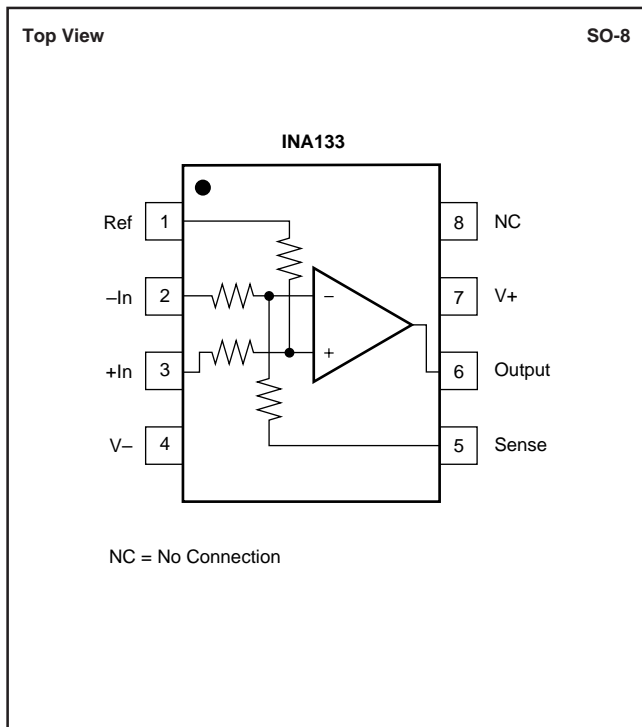 Top View SO-8
INA133
Ref 1 8 NC
–In 2 – 7 V+
+In 3 + 6 Output
V– 4 5 Sense
NC = No Connection